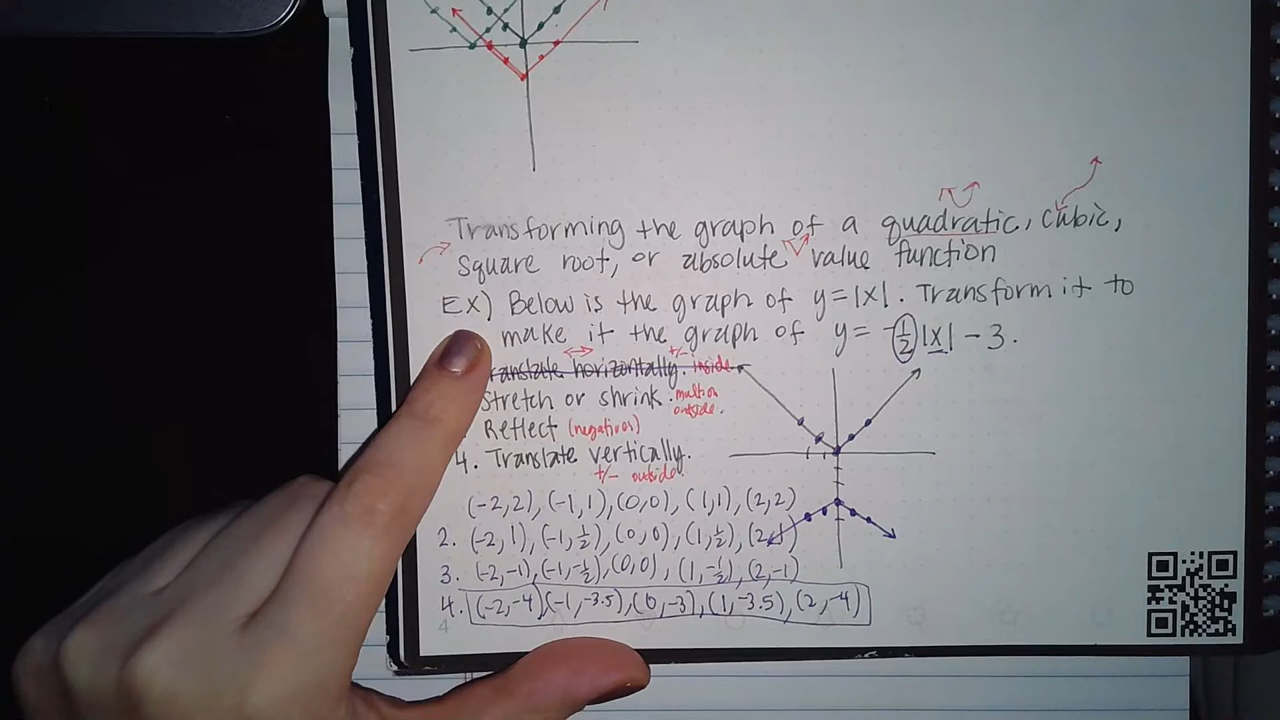 Transforming the graph of a quadratic, cubic,
square root, or absolute value function
EX) Below is the graph of y=|x|. Transform it to
make it the graph of y= -½|x| - 3.
Translate horizontally. +/- inside
Stretch or shrink. mult on outside.
Reflect (negatives)
4. Translate vertically.
+/- outside
(-2,2), (-1,1), (0,0), (1,1), (2,2)
2. (-2,1), (-1,½), (0,0), (1,½), (2,1)
3. (-2,-1), (-1,-½), (0,0), (1,-½), (2,-1)
4. (-2,-4)(-1,-3.5), (0,-3), (1,-3.5), (2,-4)
4